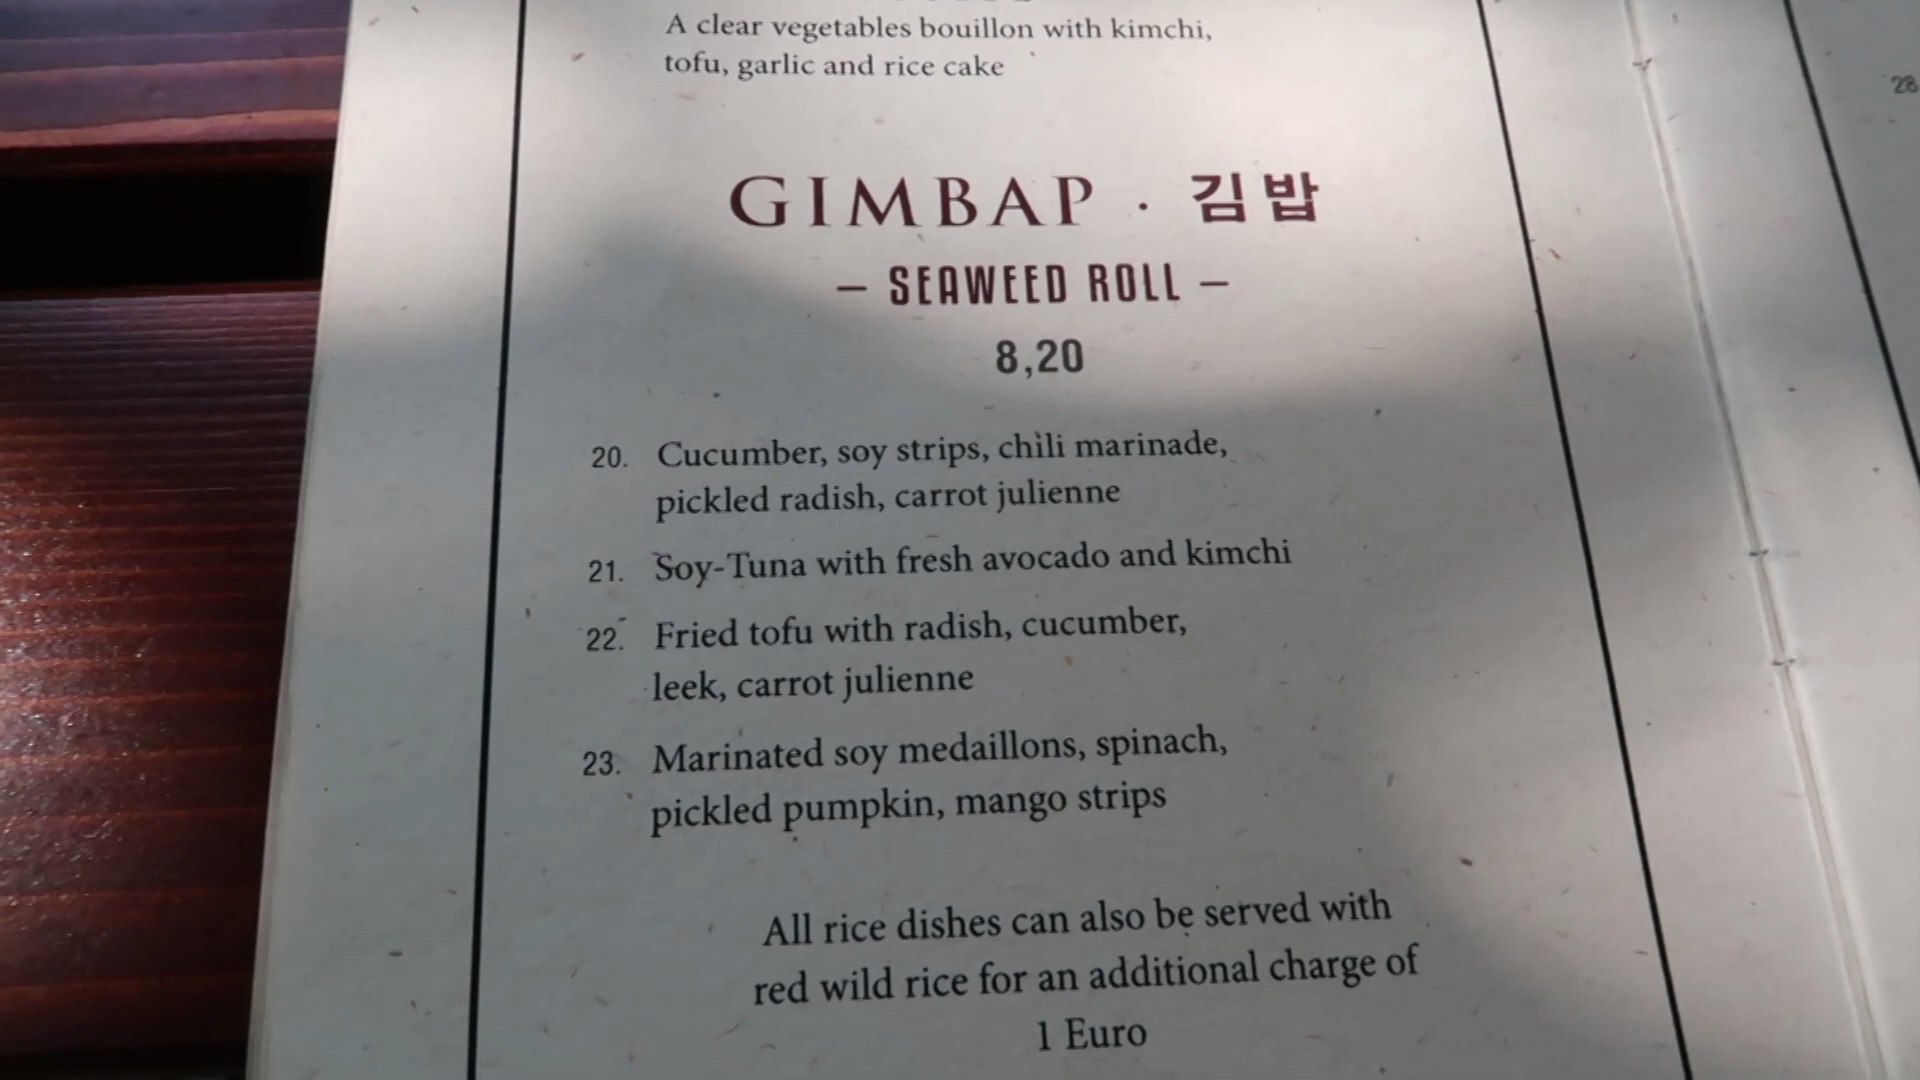 A clear vegetables bouillon with kimchi,
tofu, garlic and rice cake
GIMBAP · 김밥
– SEAWEED ROLL –
8,20
20. Cucumber, soy strips, chili marinade,
pickled radish, carrot julienne
21. Soy-Tuna with fresh avocado and kimchi
22. Fried tofu with radish, cucumber,
leek, carrot julienne
23. Marinated soy medaillons, spinach,
pickled pumpkin, mango strips
All rice dishes can also be served with
red wild rice for an additional charge of
1 Euro
28